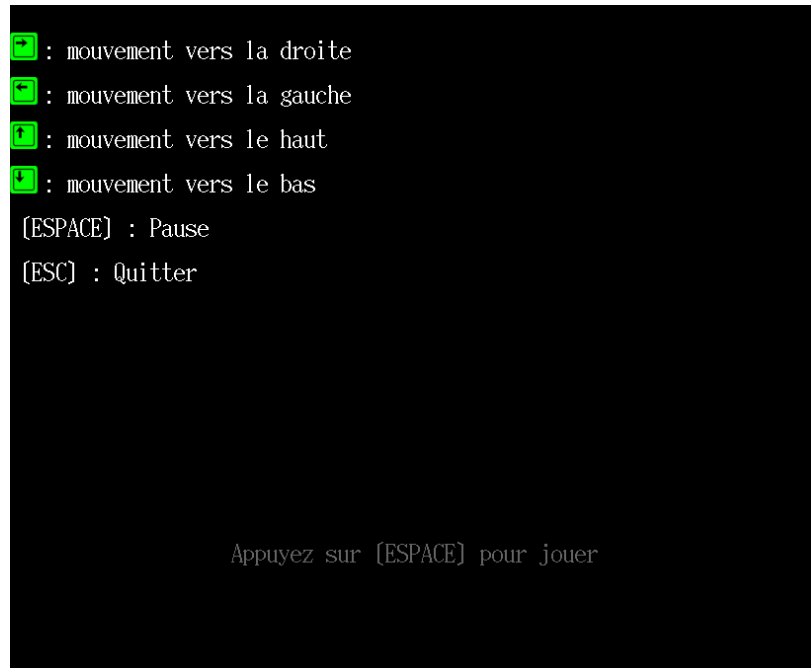 → : mouvement vers la droite
← : mouvement vers la gauche
↑ : mouvement vers le haut
↓ : mouvement vers le bas
[ESPACE] : Pause
[ESC] : Quitter
Appuyez sur [ESPACE] pour jouer